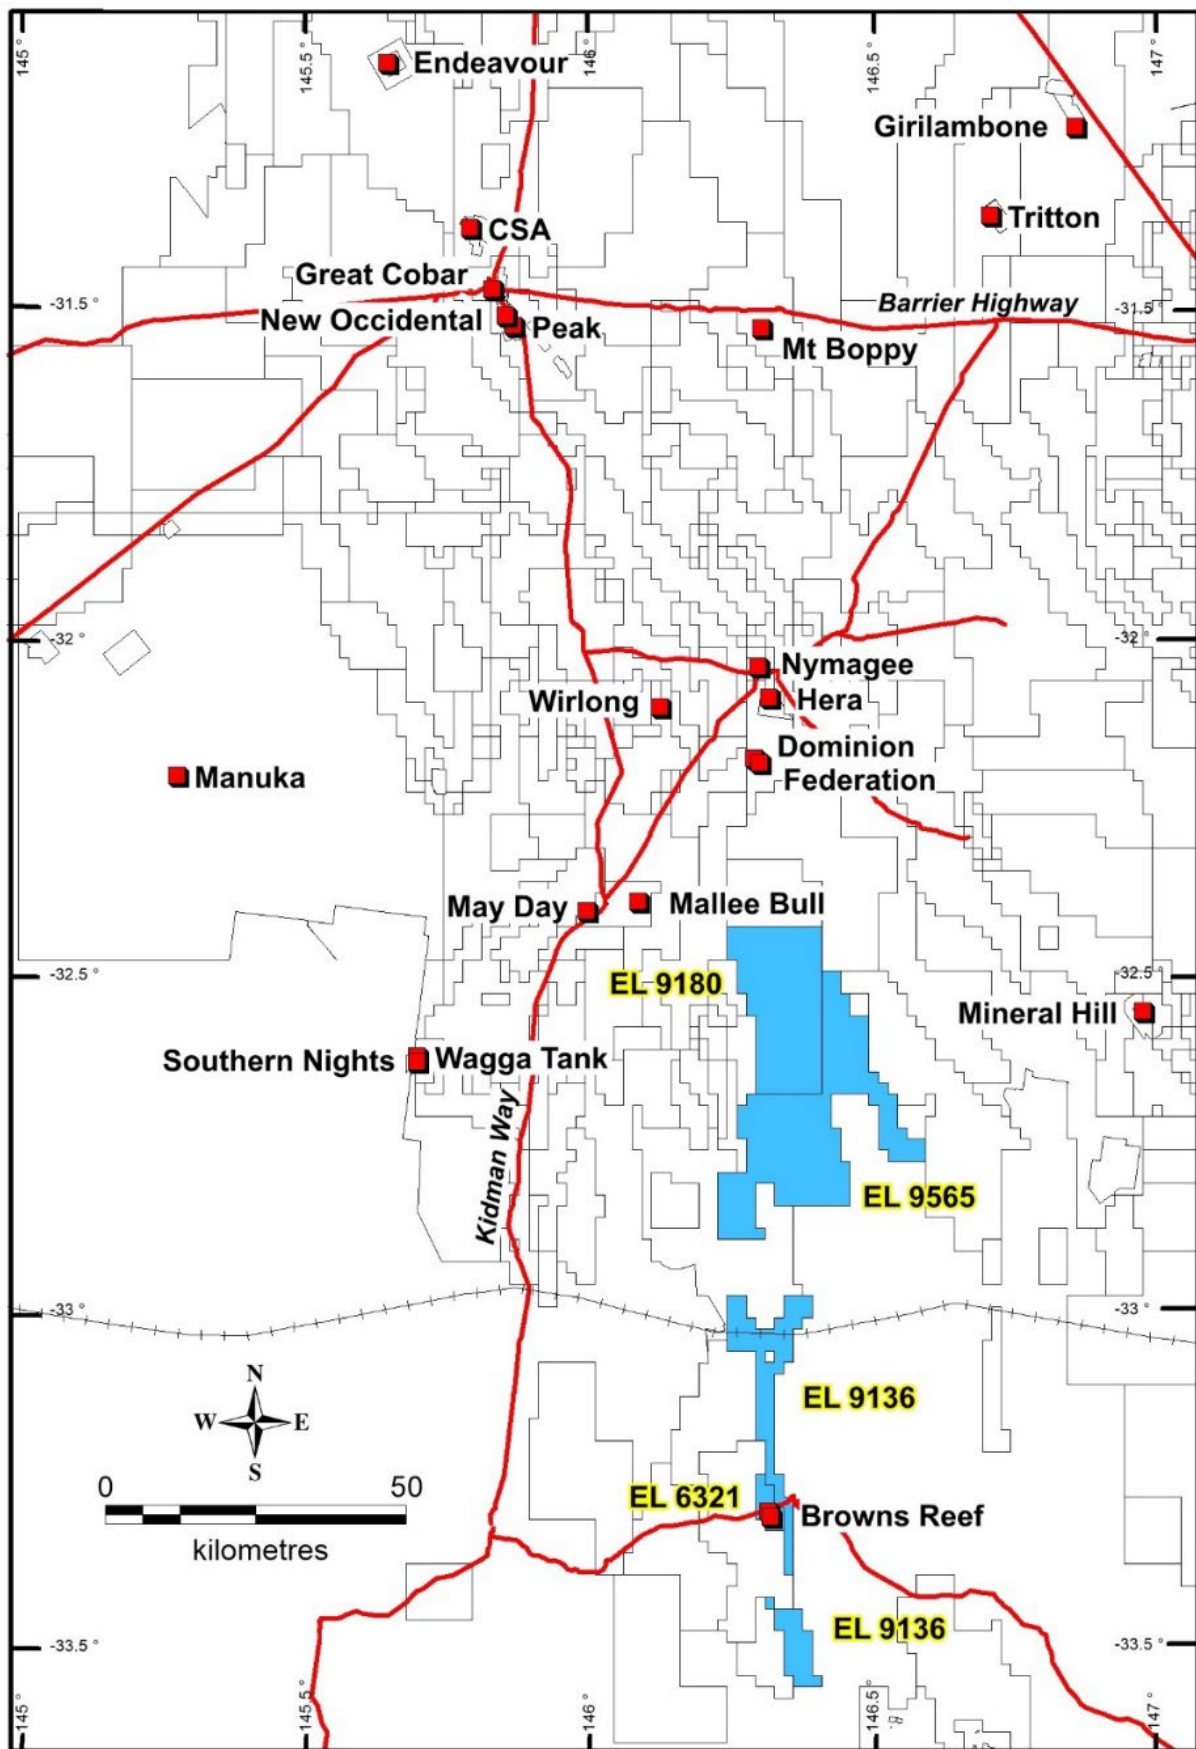 145°
145.5°
146°
146.5°
147°
Endeavour
Girilambone
Tritton
CSA
Great Cobar
-31.5°
Barrier Highway
-31.5°
New Occidental
Peak
Mt Boppy
-32°
-32°
Nymagee
Wirlong
Hera
Dominion
Manuka
Federation
May Day
Mallee Bull
-32.5°
EL 9180
-32.5°
Mineral Hill
Southern Nights
Wagga Tank
Kidman Way
EL 9565
-33°
-33°
N
W
E
S
EL 9136
0
50
kilometres
EL 6321
Browns Reef
EL 9136
-33.5°
-33.5°
145°
145.5°
146°
146.5°
147°